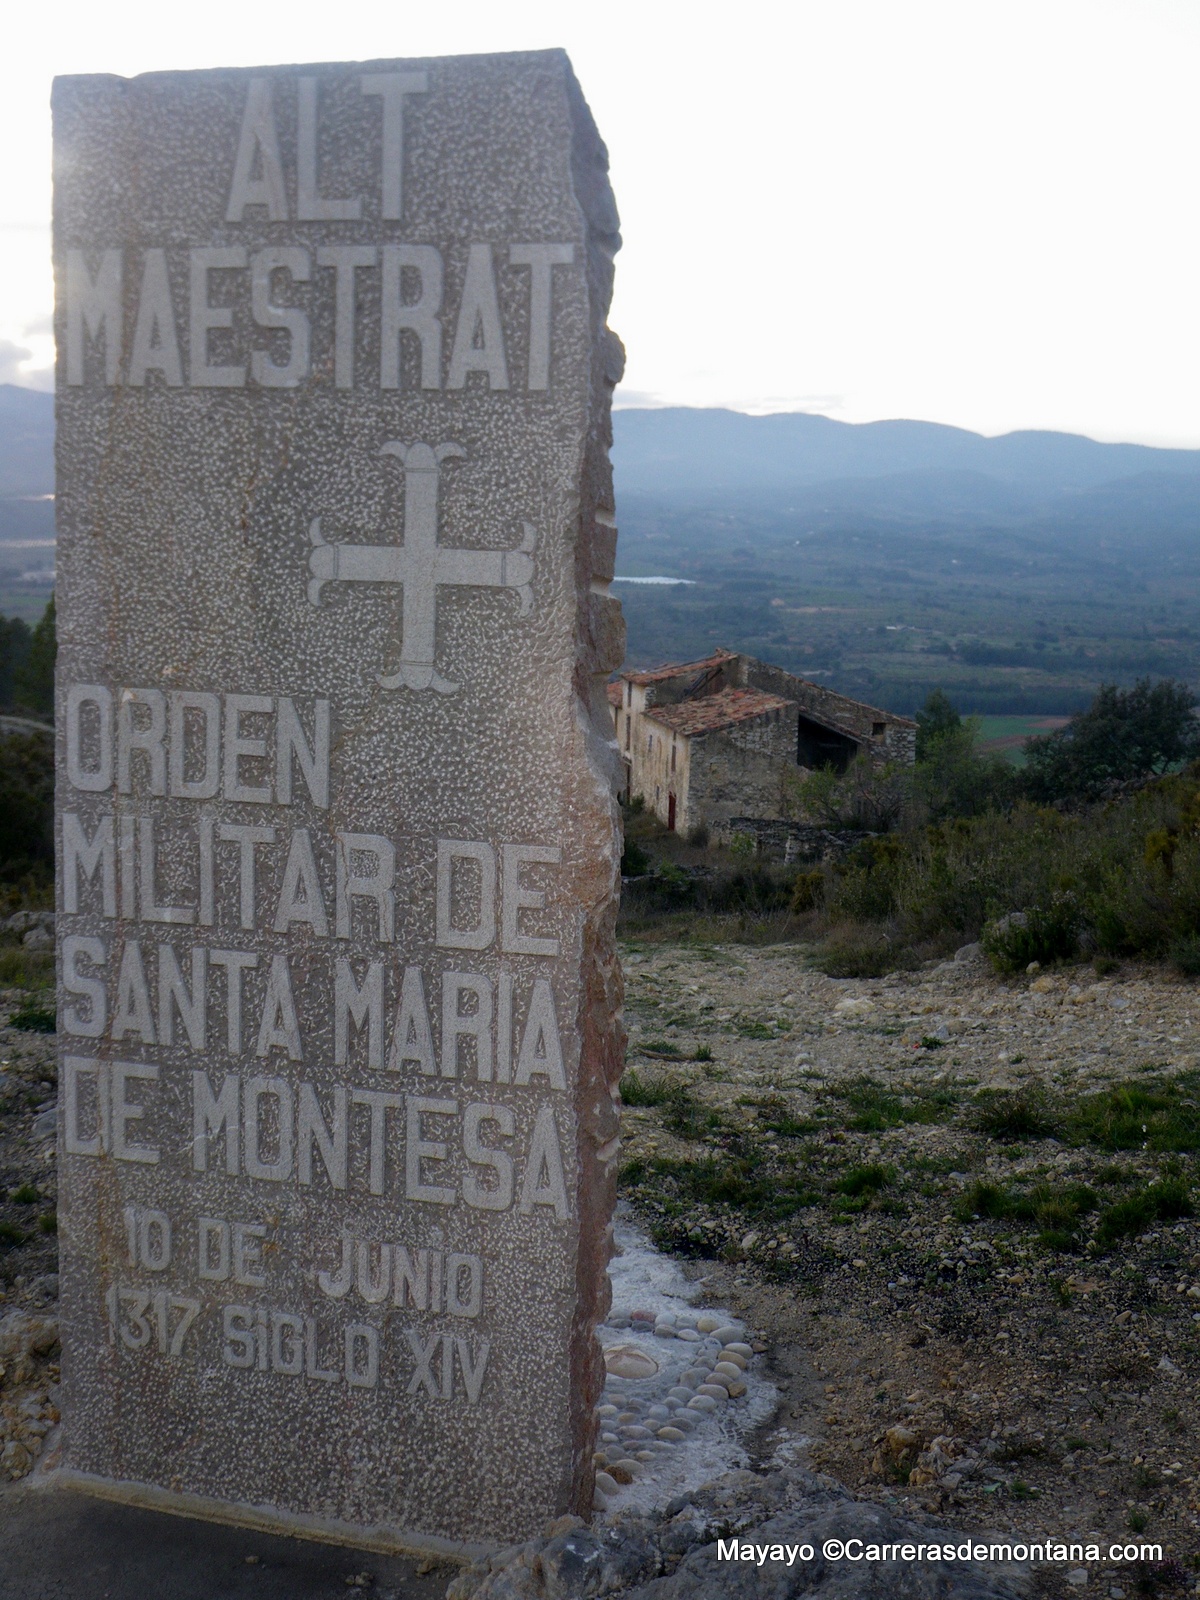 ALT
MAESTRAT
ORDEN
MILITAR DE
SANTA MARIA
DE MONTESA
10 DE JUNIO
1317 SIGLO XIV
Mayayo ©Carrerasdemontana.com